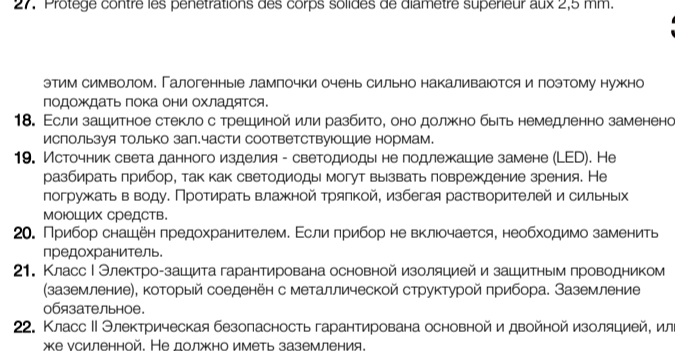 27. Protégé contre les pénétrations des corps solides de diamètre supérieur aux 2,5 mm.
этим символом. Галогенные лампочки очень сильно накаливаются и поэтому нужно
подождать пока они охладятся.
18. Если защитное стекло с трещиной или разбито, оно должно быть немедленно заменено
используя только зап.части соответствующие нормам.
19. Источник света данного изделия - светодиоды не подлежащие замене (LED). Не
разбирать прибор, так как светодиоды могут вызвать повреждение зрения. Не
погружать в воду. Протирать влажной тряпкой, избегая растворителей и сильных
моющих средств.
20. Прибор снащён предохранителем. Если прибор не включается, необходимо заменить
предохранитель.
21. Класс I Электро-защита гарантирована основной изоляцией и защитным проводником
(заземление), который соеденён с металлической структурой прибора. Заземление
обязательное.
22. Класс II Электрическая безопасность гарантирована основной и двойной изоляцией, или
же усиленной. Не должно иметь заземления.